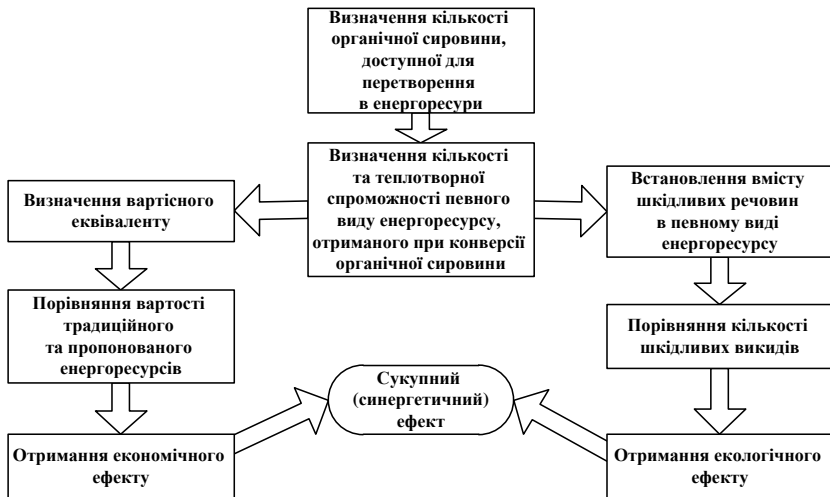 Визначення кількості
органічної сировини,
доступної для
перетворення
в енергоресури
Визначення кількості
та теплотворної
спроможності певного
виду енергоресурсу,
отриманого при конверсії
органічної сировини
Визначення вартісного
еквіваленту
Встановлення вмісту
шкідливих речовин
в певному виді
енергоресурсу
Порівняння вартості
традиційного
та пропонованого
енергоресурсів
Порівняння кількості
шкідливих викидів
Сукупний
(синергетичний)
ефект
Отримання економічного
ефекту
Отримання екологічного
ефекту